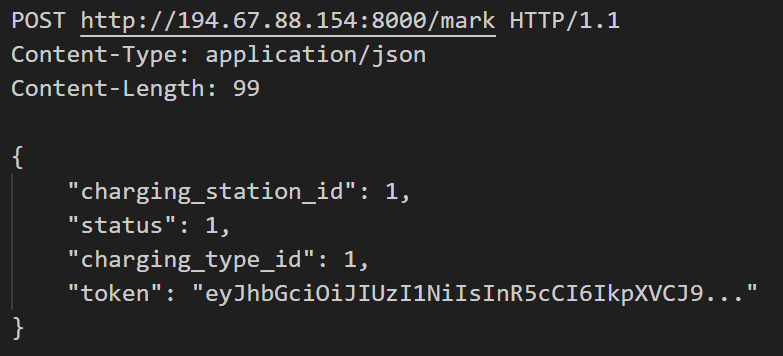 POST http://194.67.88.154:8000/mark HTTP/1.1
Content-Type: application/json
Content-Length: 99

{
    "charging_station_id": 1,
    "status": 1,
    "charging_type_id": 1,
    "token": "eyJhbGciOiJIUzI1NiIsInR5cCI6IkpXVCJ9..."
}